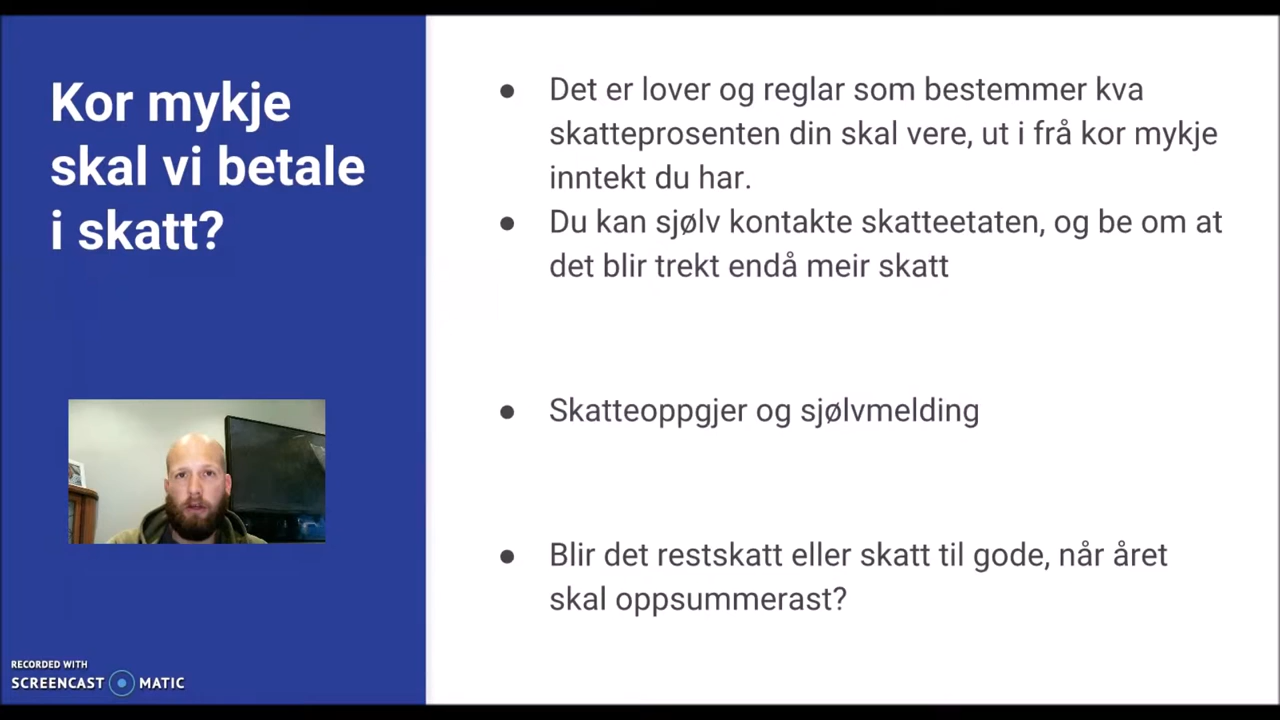 Kor mykje
skal vi betale
i skatt?
● Det er lover og reglar som bestemmer kva
skatteprosenten din skal vere, ut i frå kor mykje
inntekt du har.
● Du kan sjølv kontakte skatteetaten, og be om at
det blir trekt endå meir skatt
● Skatteoppgjer og sjølvmelding
● Blir det restskatt eller skatt til gode, når året
skal oppsummerast?
RECORDED WITH
SCREENCAST MATIC